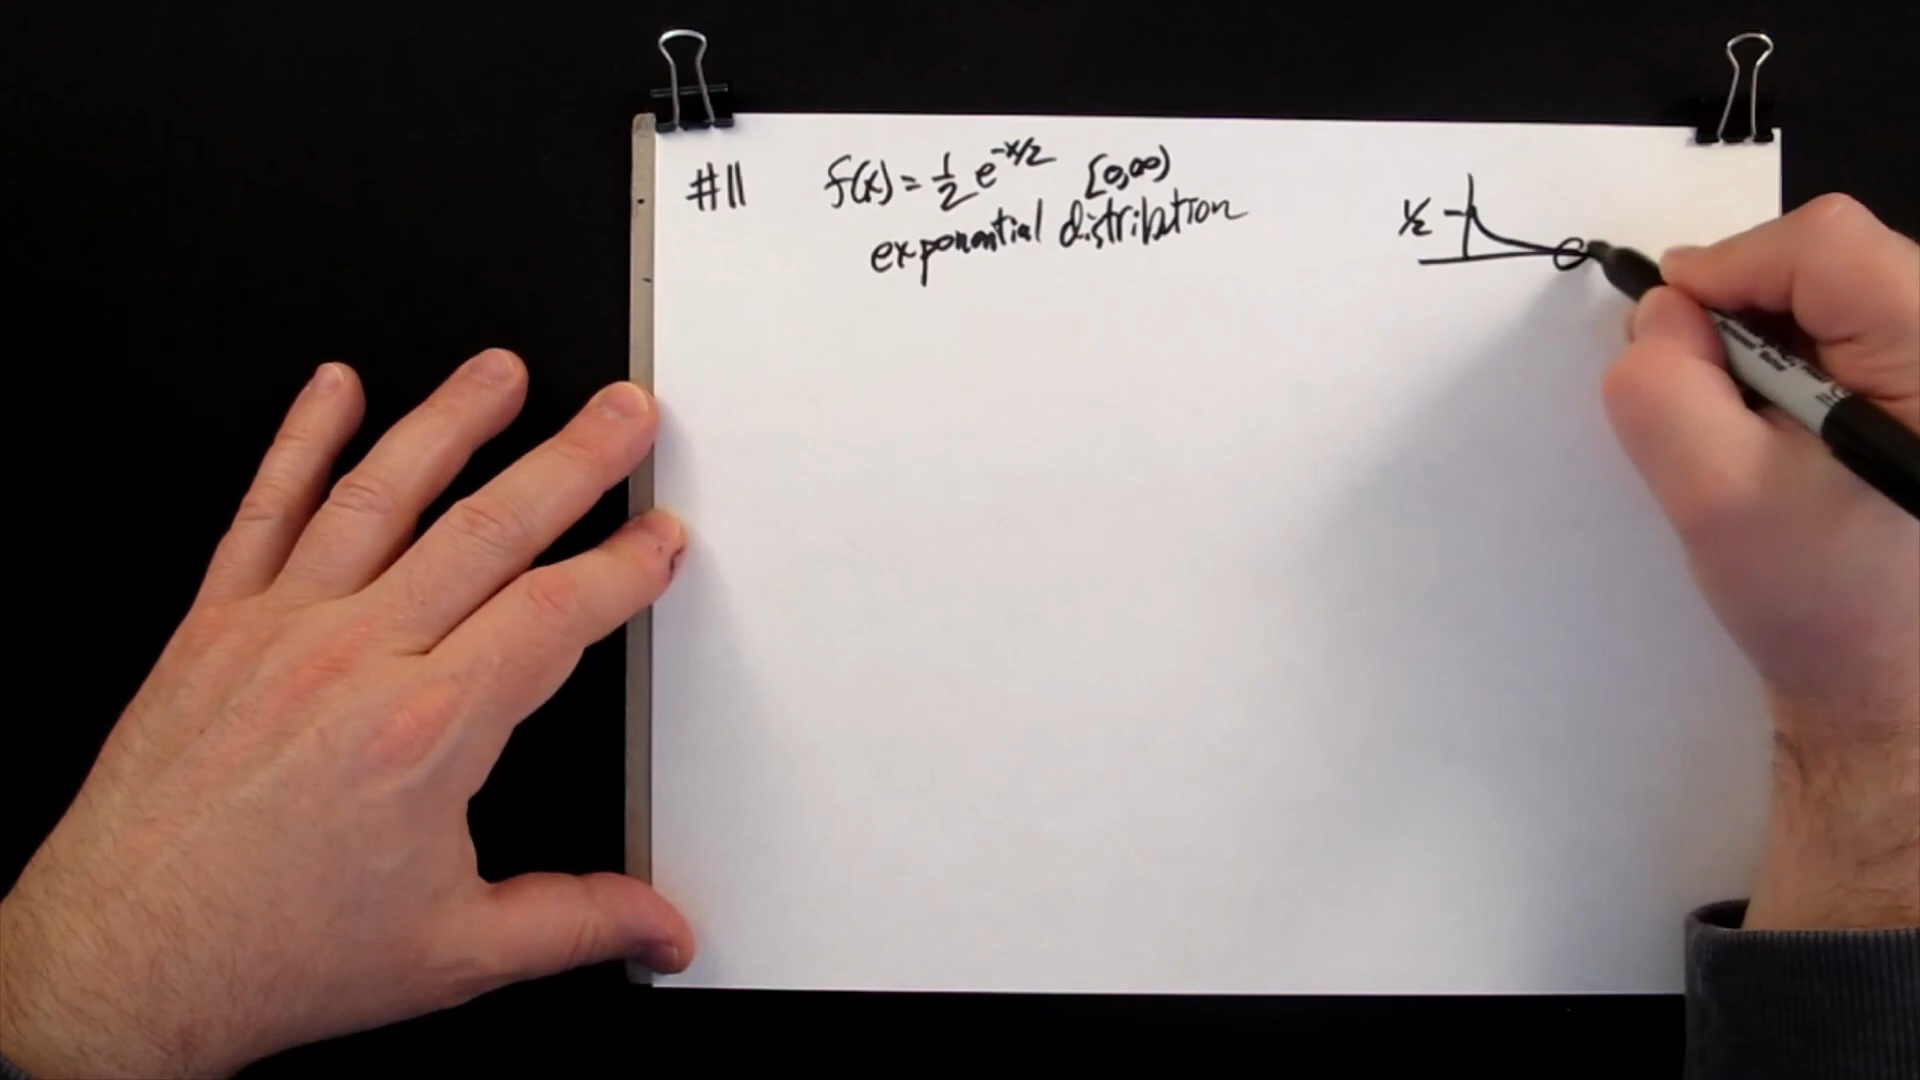 #11 f(x) = 1/2 e^{-x/2} [0,∞)
exponential distribution
1/2